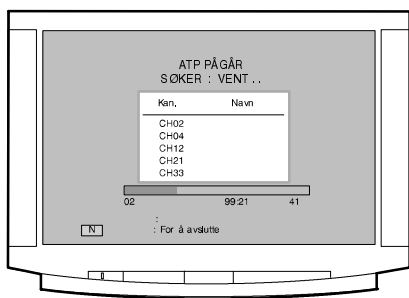 ATP PÅGÅR
SØKER : VENT . .
Kan, Navn
CH02
CH04
CH12
CH21
CH33
02 99:21 41
:
N : For å avslutte